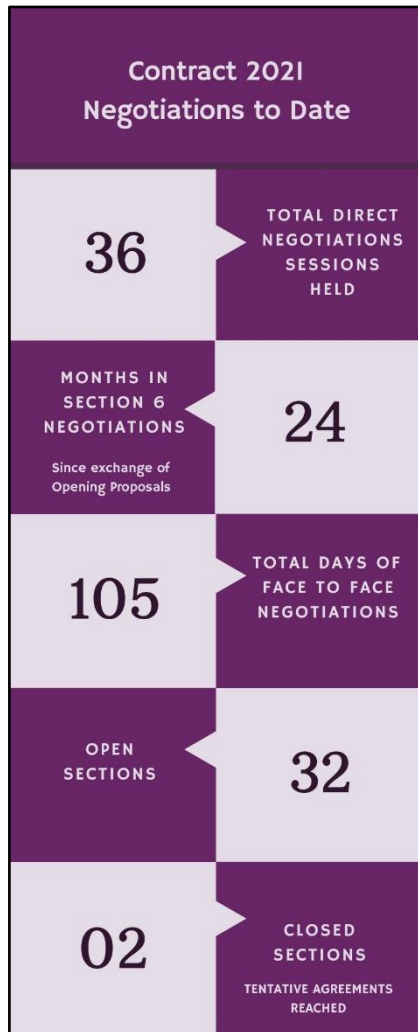 Contract 2021
Negotiations to Date
36
TOTAL DIRECT
NEGOTIATIONS
SESSIONS
HELD
MONTHS IN
SECTION 6
NEGOTIATIONS
Since exchange of
Opening Proposals
24
105
TOTAL DAYS OF
FACE TO FACE
NEGOTIATIONS
OPEN
SECTIONS
32
02
CLOSED
SECTIONS
TENTATIVE AGREEMENTS
REACHED